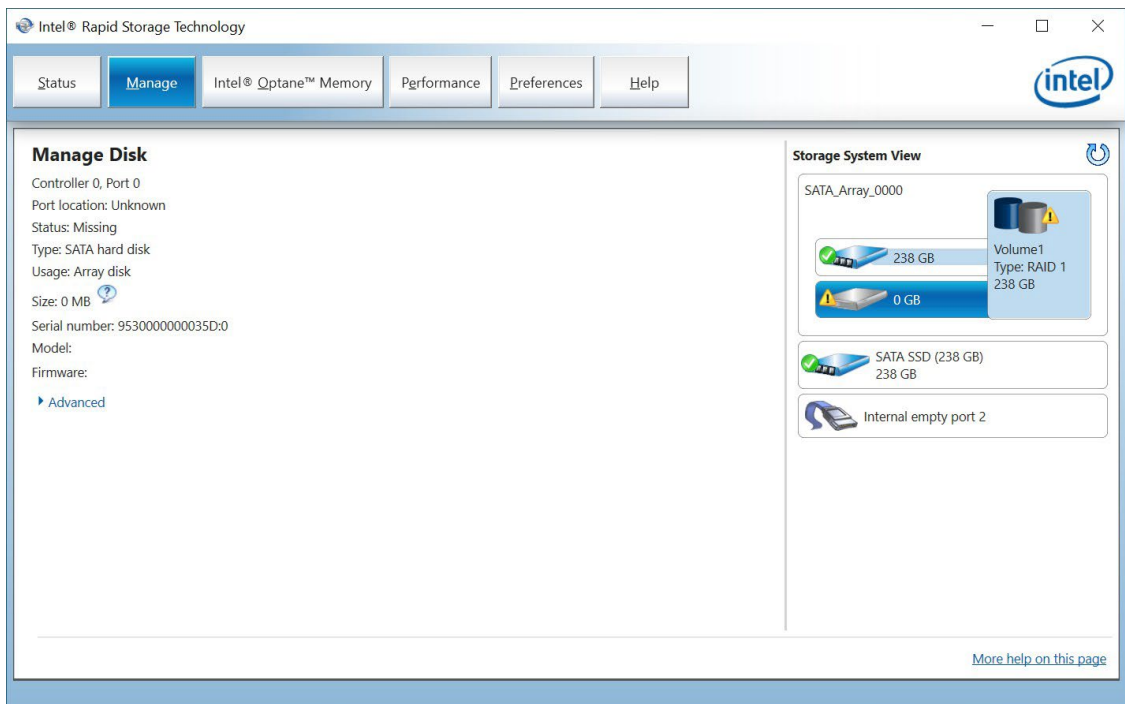 Intel® Rapid Storage Technology
Status
Manage
Intel® Optane™ Memory
Performance
Preferences
Help
intel
Manage Disk
Controller 0, Port 0
Port location: Unknown
Status: Missing
Type: SATA hard disk
Usage: Array disk
Size: 0 MB
Serial number: 9530000000035D:0
Model:
Firmware:
Advanced
Storage System View
SATA_Array_0000
238 GB
0 GB
Volume1
Type: RAID 1
238 GB
SATA SSD (238 GB)
238 GB
Internal empty port 2
More help on this page